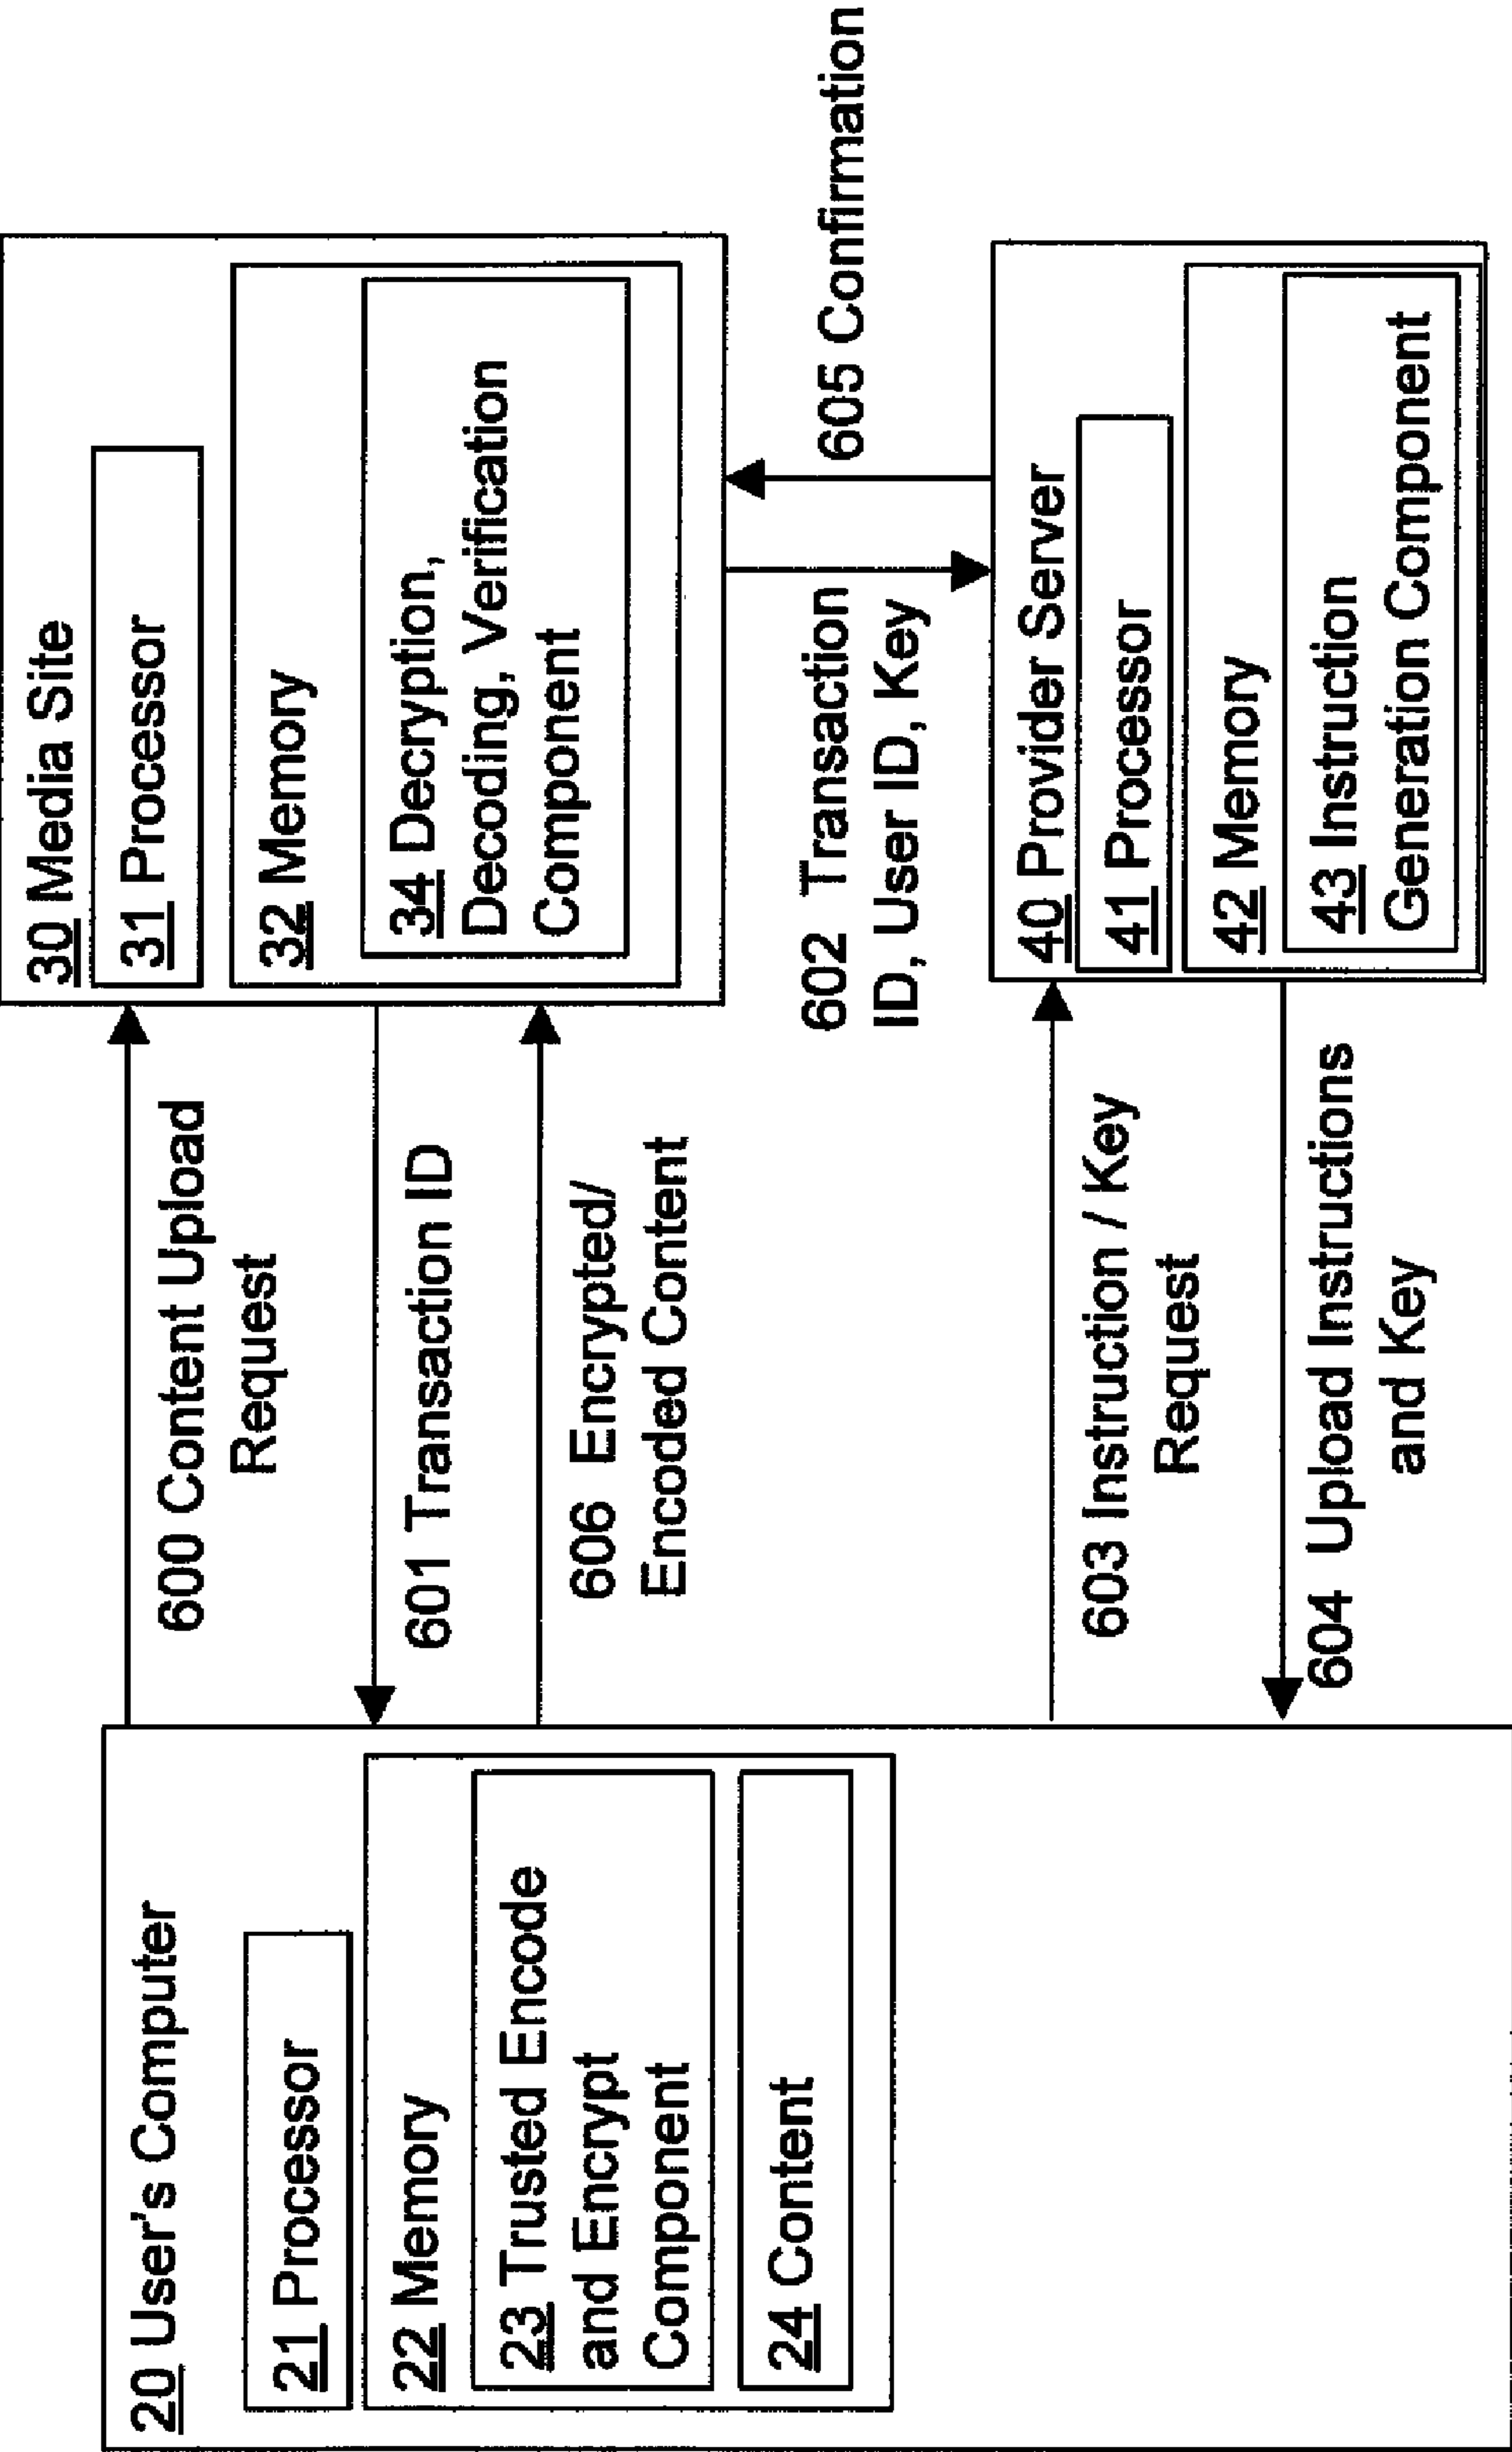 20 User's Computer
21 Processor
22 Memory
23 Trusted Encode
and Encrypt
Component
24 Content
600 Content Upload
Request
601 Transaction ID
606 Encrypted/
Encoded Content
603 Instruction / Key
Request
604 Upload Instructions
and Key
30 Media Site
31 Processor
32 Memory
34 Decryption,
Decoding, Verification
Component
602 Transaction
ID, User ID, Key
605 Confirmation
40 Provider Server
41 Processor
42 Memory
43 Instruction
Generation Component